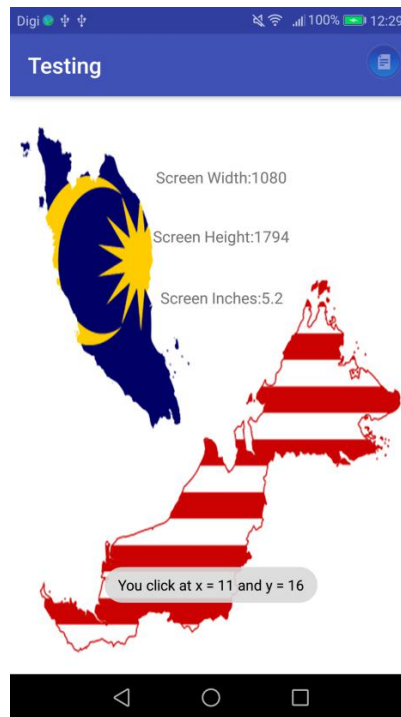 Digi 100% 12:29
Testing
Screen Width:1080
Screen Height:1794
Screen Inches:5.2
You click at x = 11 and y = 16